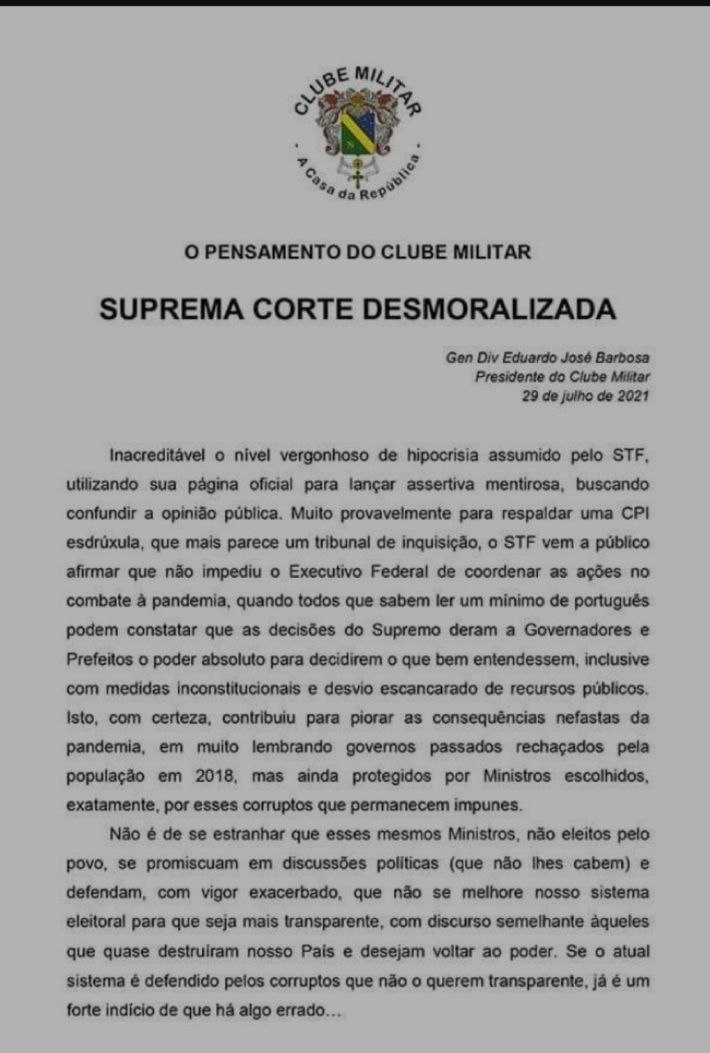 CLUBE MILITAR
· A Casa da República ·
O PENSAMENTO DO CLUBE MILITAR
SUPREMA CORTE DESMORALIZADA
Gen Div Eduardo José Barbosa
Presidente do Clube Militar
29 de julho de 2021
Inacreditável o nível vergonhoso de hipocrisia assumido pelo STF,
utilizando sua página oficial para lançar assertiva mentirosa, buscando
confundir a opinião pública. Muito provavelmente para respaldar uma CPI
esdrúxula, que mais parece um tribunal de inquisição, o STF vem a público
afirmar que não impediu o Executivo Federal de coordenar as ações no
combate à pandemia, quando todos que sabem ler um mínimo de português
podem constatar que as decisões do Supremo deram a Governadores e
Prefeitos o poder absoluto para decidirem o que bem entendessem, inclusive
com medidas inconstitucionais e desvio escancarado de recursos públicos.
Isto, com certeza, contribuiu para piorar as consequências nefastas da
pandemia, em muito lembrando governos passados rechaçados pela
população em 2018, mas ainda protegidos por Ministros escolhidos,
exatamente, por esses corruptos que permanecem impunes.
Não é de se estranhar que esses mesmos Ministros, não eleitos pelo
povo, se promiscuam em discussões políticas (que não lhes cabem) e
defendam, com vigor exacerbado, que não se melhore nosso sistema
eleitoral para que seja mais transparente, com discurso semelhante àqueles
que quase destruíram nosso País e desejam voltar ao poder. Se o atual
sistema é defendido pelos corruptos que não o querem transparente, já é um
forte indício de que há algo errado...